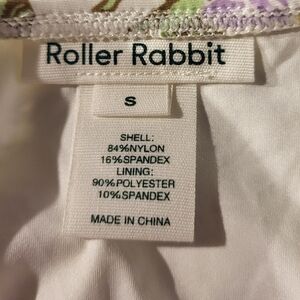 Roller Rabbit
S
SHELL:
84%NYLON
16%SPANDEX
LINING:
90%POLYESTER
10%SPANDEX
MADE IN CHINA